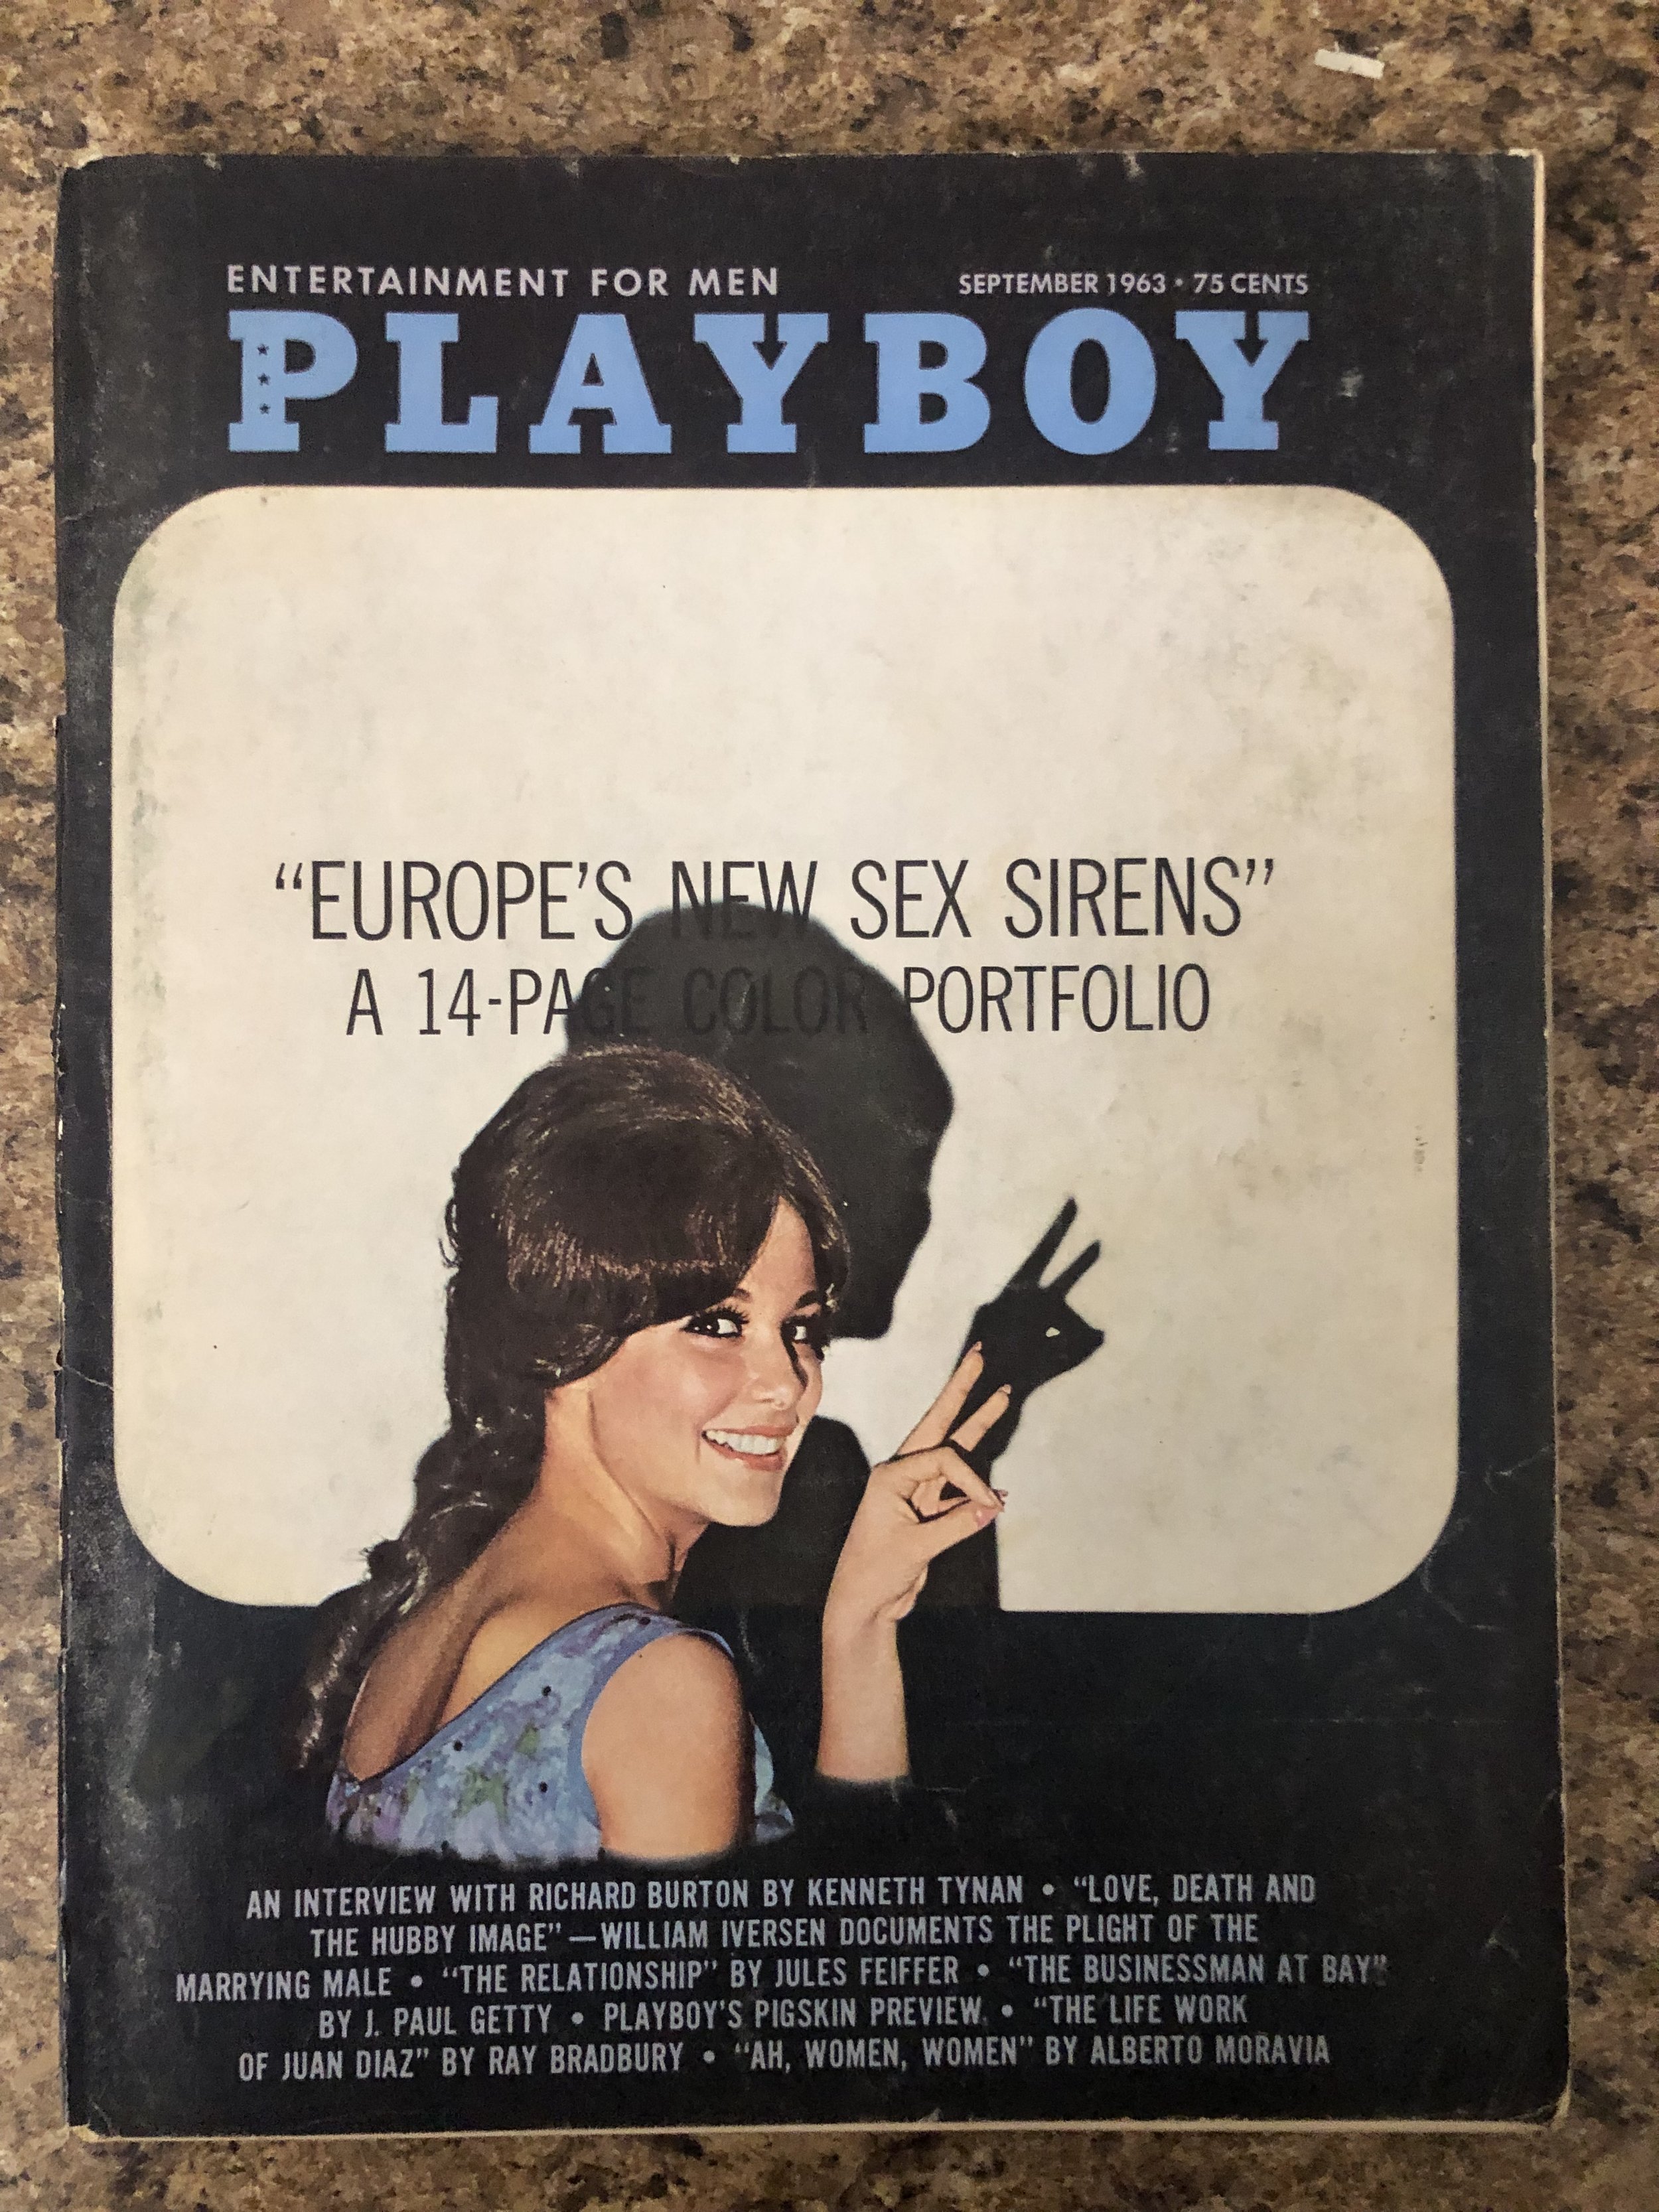 ENTERTAINMENT FOR MEN
SEPTEMBER 1963 • 75 CENTS
PLAYBOY
“EUROPE’S NEW SEX SIRENS”
A 14-PAGE COLOR PORTFOLIO
AN INTERVIEW WITH RICHARD BURTON BY KENNETH TYNAN • “LOVE, DEATH AND
THE HUBBY IMAGE”—WILLIAM IVERSEN DOCUMENTS THE PLIGHT OF THE
MARRYING MALE • “THE RELATIONSHIP” BY JULES FEIFFER • “THE BUSINESSMAN AT BAY”
BY J. PAUL GETTY • PLAYBOY’S PIGSKIN PREVIEW • “THE LIFE WORK
OF JUAN DIAZ” BY RAY BRADBURY • “AH, WOMEN, WOMEN” BY ALBERTO MORAVIA